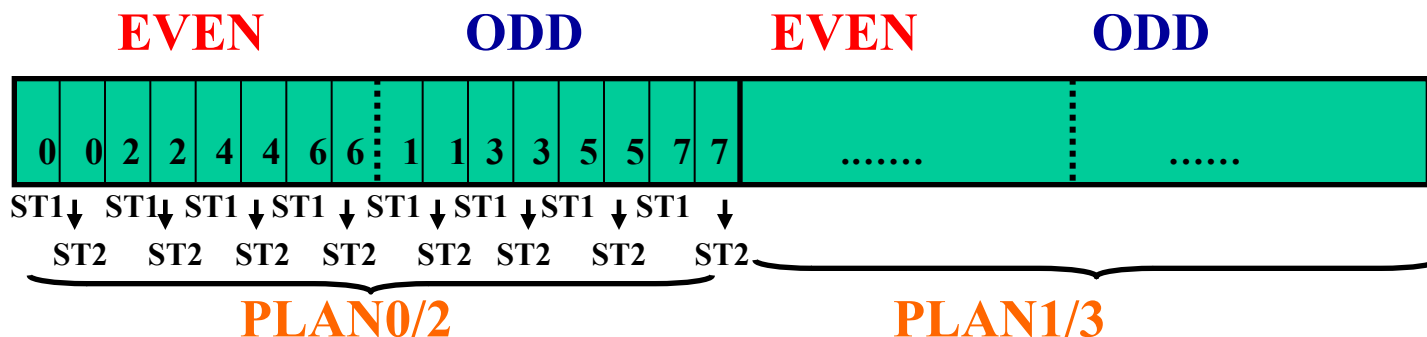 EVEN ODD EVEN ODD
0 0 2 2 4 4 6 6 1 1 3 3 5 5 7 7 ....... ......
ST1 ST1 ST1 ST1 ST1 ST1 ST1 ST1
ST2 ST2 ST2 ST2 ST2 ST2 ST2 ST2
PLAN0/2 PLAN1/3